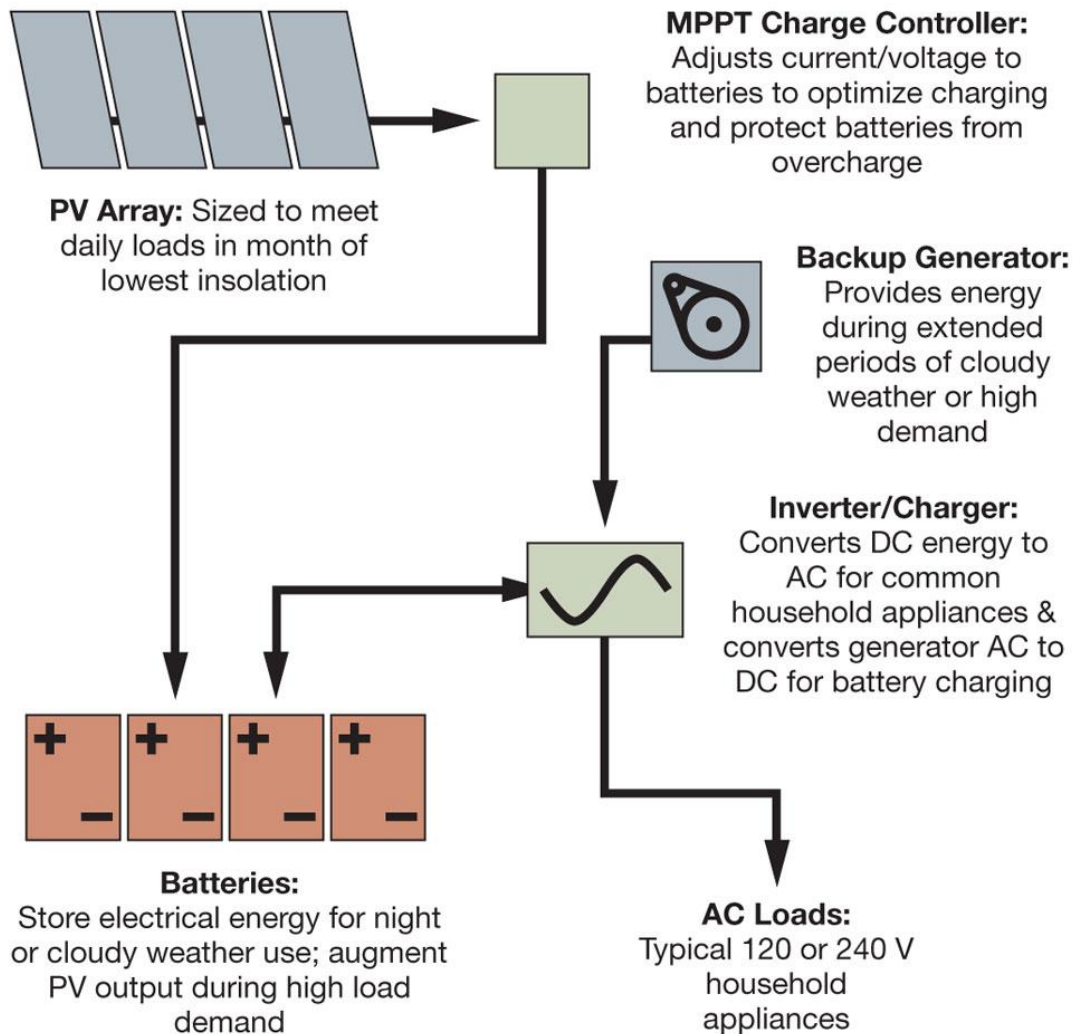 MPPT Charge Controller:
Adjusts current/voltage to
batteries to optimize charging
and protect batteries from
overcharge
PV Array: Sized to meet
daily loads in month of
lowest insolation
Backup Generator:
Provides energy
during extended
periods of cloudy
weather or high
demand
Inverter/Charger:
Converts DC energy to
AC for common
household appliances &
converts generator AC to
DC for battery charging
+ + + +
– – – –
Batteries:
Store electrical energy for night
or cloudy weather use; augment
PV output during high load
demand
AC Loads:
Typical 120 or 240 V
household
appliances